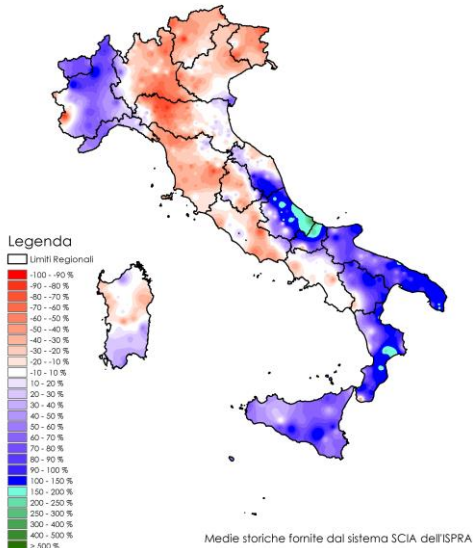 Legenda
Limiti Regionali
-100 - -90 %
-90 - -80 %
-80 - -70 %
-70 - -60 %
-60 - -50 %
-50 - -40 %
-40 - -30 %
-30 - -20 %
-20 - -10 %
-10 - 10 %
10 - 20 %
20 - 30 %
30 - 40 %
40 - 50 %
50 - 60 %
60 - 70 %
70 - 80 %
80 - 90 %
90 - 100 %
100 - 150 %
150 - 200 %
200 - 250 %
250 - 300 %
300 - 400 %
400 - 500 %
> 500 %
Medie storiche fornite dal sistema SCIA dell'ISPRA